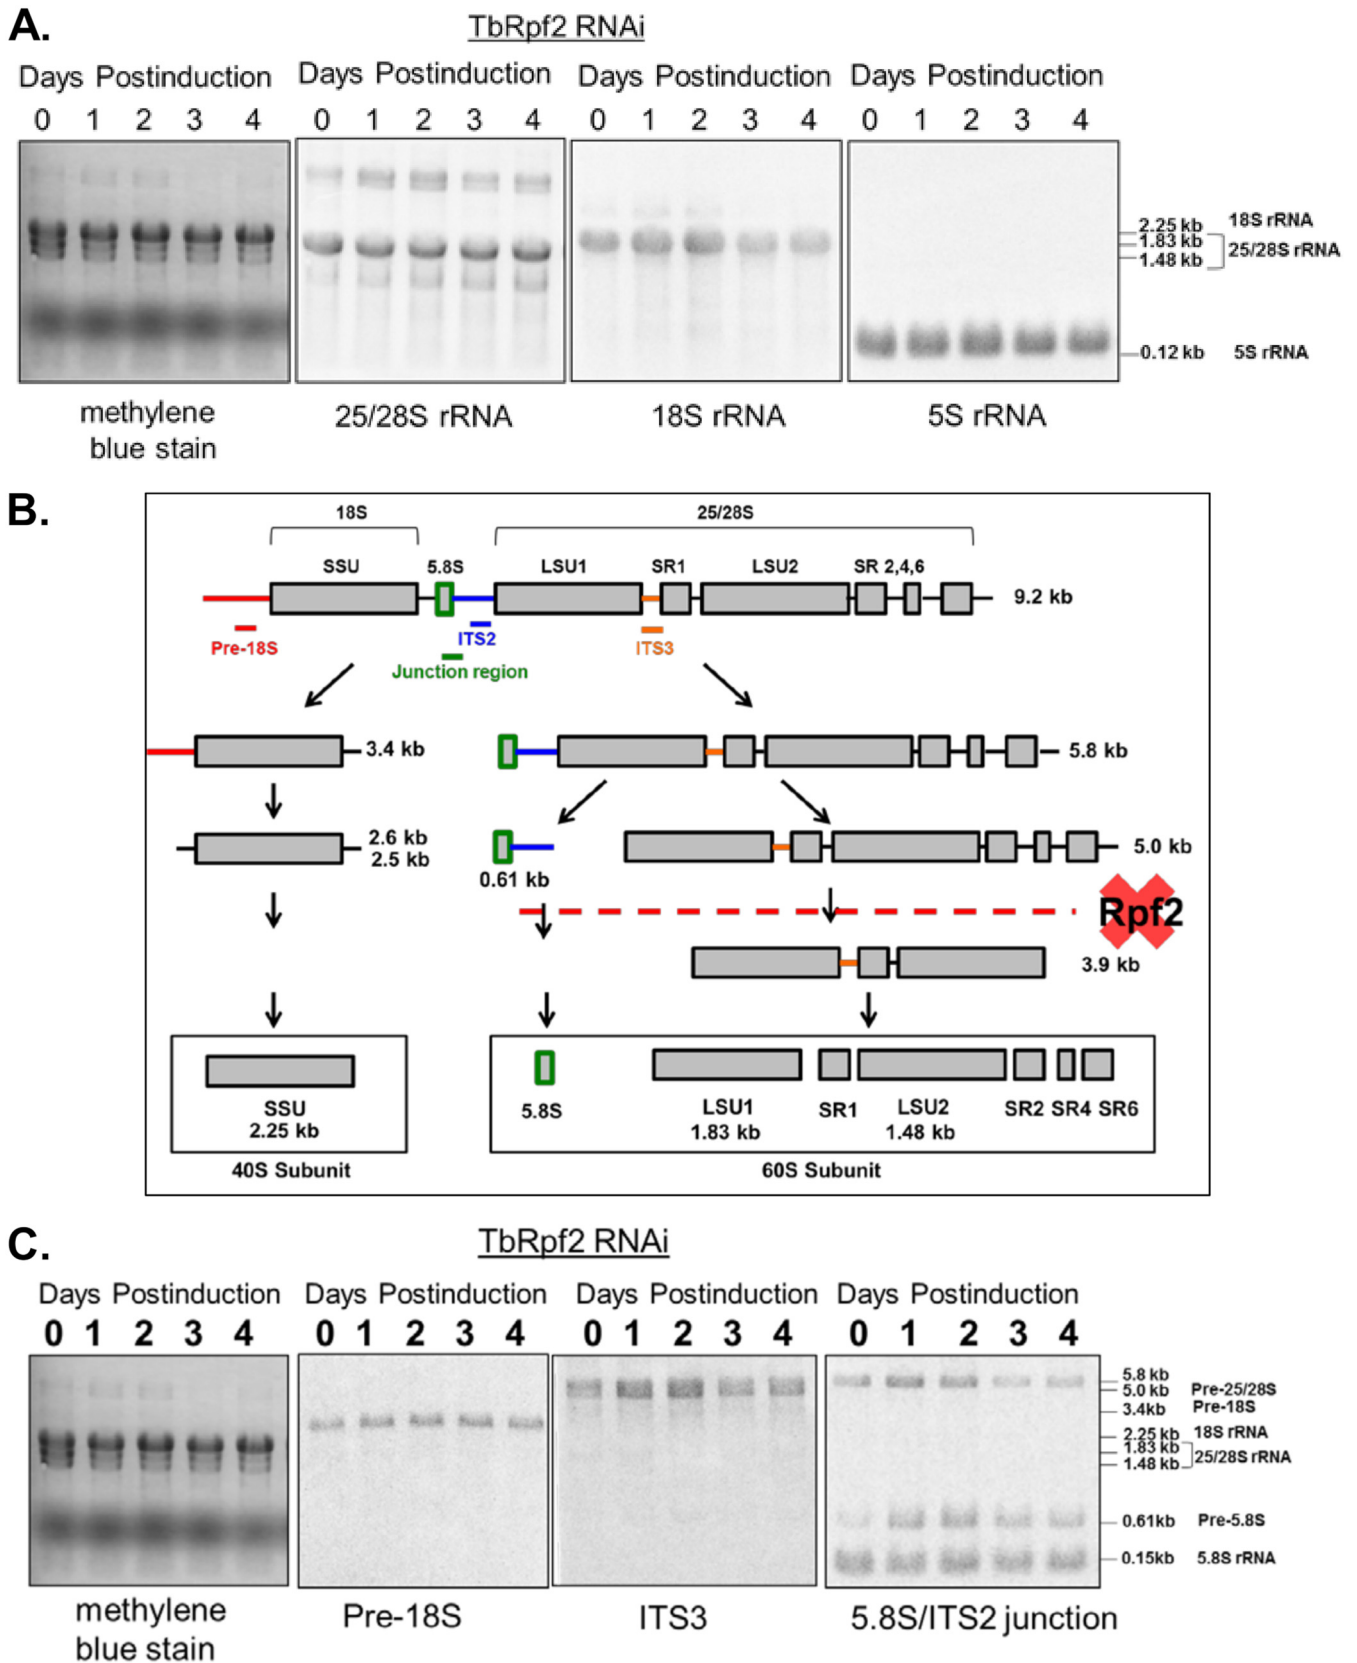 A.
TbRpf2 RNAi
Days Postinduction Days Postinduction Days Postinduction Days Postinduction
0 1 2 3 4 0 1 2 3 4 0 1 2 3 4 0 1 2 3 4
2.25 kb 18S rRNA
1.83 kb
25/28S rRNA
1.48 kb
0.12 kb 5S rRNA
methylene
blue stain
25/28S rRNA
18S rRNA
5S rRNA
B.
18S 25/28S
SSU 5.8S LSU1 SR1 LSU2 SR 2,4,6
9.2 kb
Pre-18S ITS2 ITS3
Junction region
3.4 kb 5.8 kb
2.6 kb
2.5 kb
5.0 kb
0.61 kb
Rpf2
3.9 kb
SSU
2.25 kb
5.8S
LSU1 SR1 LSU2 SR2 SR4 SR6
1.83 kb 1.48 kb
40S Subunit 60S Subunit
C.
TbRpf2 RNAi
Days Postinduction Days Postinduction Days Postinduction Days Postinduction
0 1 2 3 4 0 1 2 3 4 0 1 2 3 4 0 1 2 3 4
5.8 kb
5.0 kb Pre-25/28S
3.4kb Pre-18S
2.25 kb 18S rRNA
1.83 kb
25/28S rRNA
1.48 kb
0.61kb Pre-5.8S
0.15kb 5.8S rRNA
methylene
blue stain
Pre-18S
ITS3
5.8S/ITS2 junction